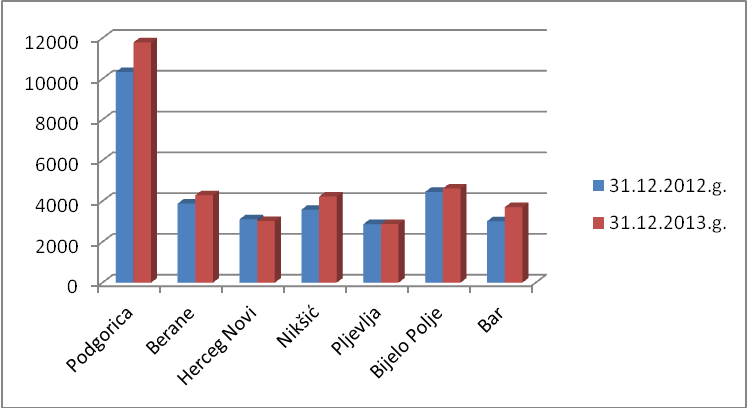 12000
10000
8000
6000
4000
2000
0
Podgorica
Berane
Herceg Novi
Nikšić
Pljevlja
Bijelo Polje
Bar
31.12.2012.g.
31.12.2013.g.